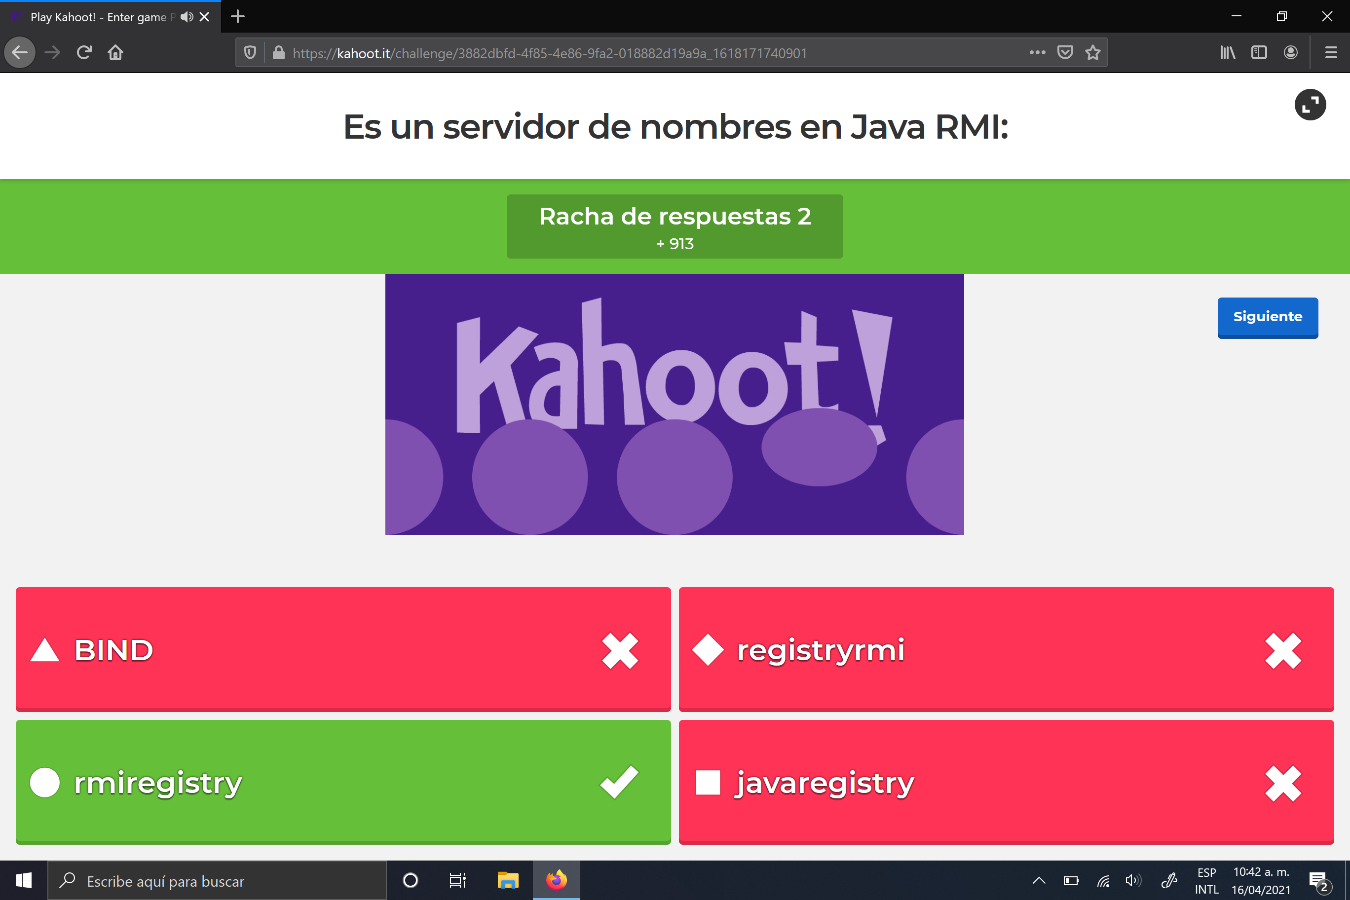 Play Kahoot! - Enter game P
https://kahoot.it/challenge/3882dbfd-4f85-4e86-9fa2-018882d19a9a_1618171740901
Es un servidor de nombres en Java RMI:
Racha de respuestas 2
+ 913
Kahoot!
Siguiente
BIND
registryrmi
rmiregistry
javaregistry
Escribe aquí para buscar
ESP
INTL
10:42 a. m.
16/04/2021
2